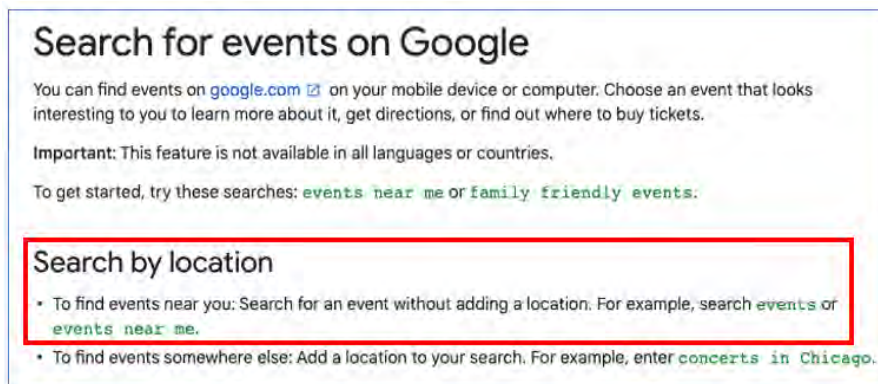 Search for events on Google
You can find events on google.com on your mobile device or computer. Choose an event that looks
interesting to you to learn more about it, get directions, or find out where to buy tickets.
Important: This feature is not available in all languages or countries.
To get started, try these searches: events near me or family friendly events.
Search by location
• To find events near you: Search for an event without adding a location. For example, search events or
events near me.
• To find events somewhere else: Add a location to your search. For example, enter concerts in Chicago.